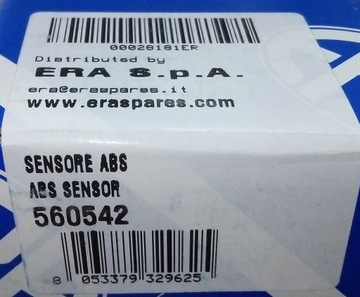 00028181ER
Distributed by
ERA S.p.A.
era@eraspares.it
www.eraspares.com
SENSORE ABS
ABS SENSOR
560542
8 053379 329625